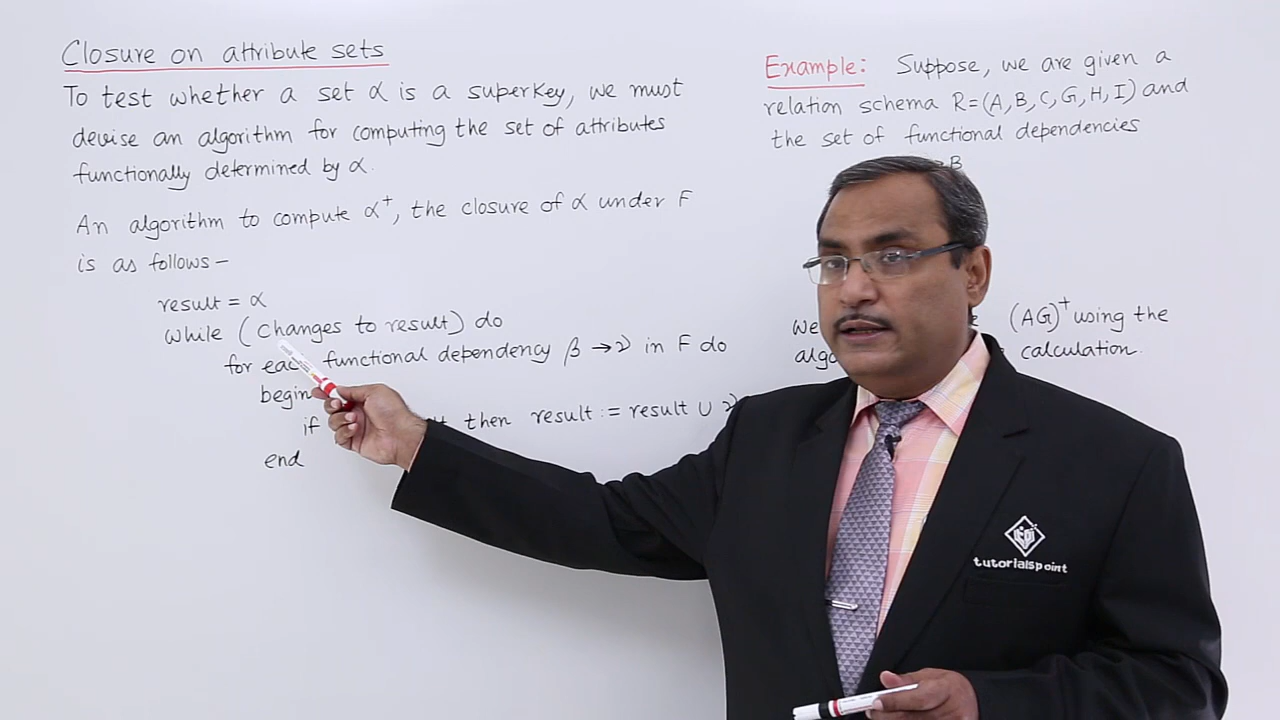 Closure on attribute sets
To test whether a set α is a superkey, we must
devise an algorithm for computing the set of attributes
functionally determined by α.
An algorithm to compute α⁺, the closure of α under F
is as follows –
result = α
while (changes to result) do
for each functional dependency β → γ in F do
begin
if then result := result ∪ γ
end
Example: Suppose, we are given a
relation schema R=(A, B, C, G, H, I) and
the set of functional dependencies
B
we (AG)⁺ using the
calculation.
tutorialspoint